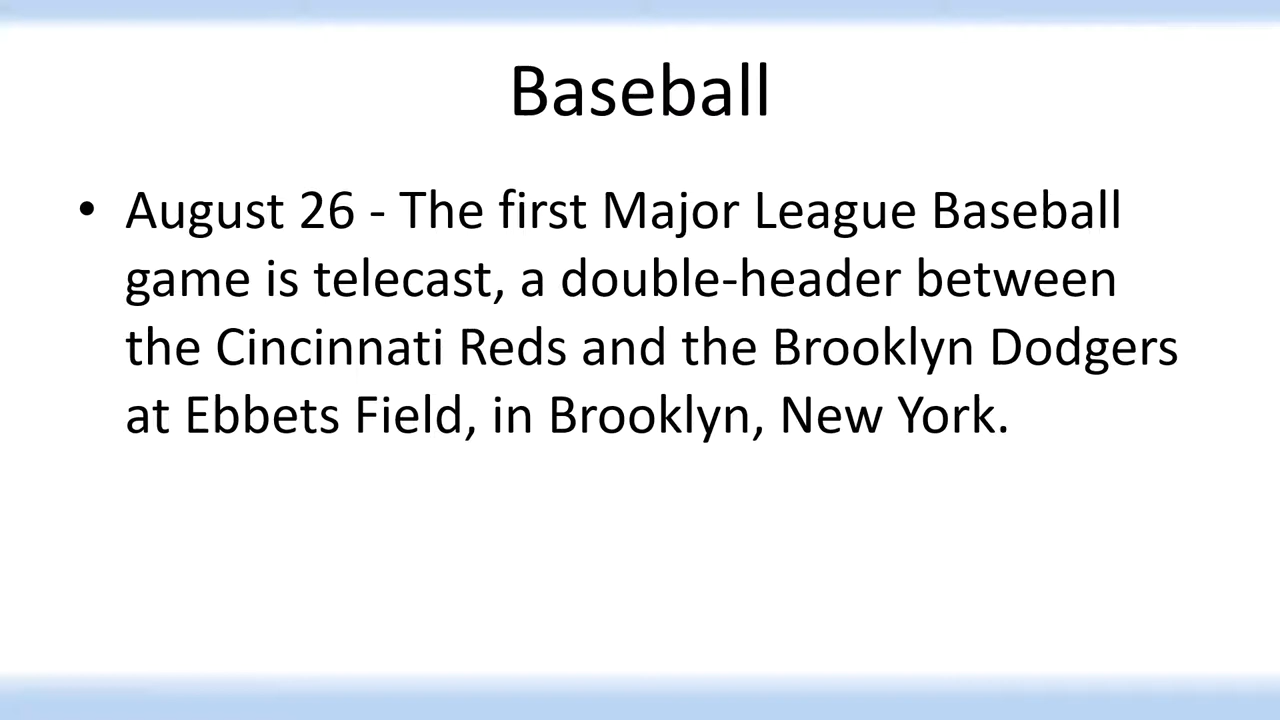 Baseball
• August 26 - The first Major League Baseball
game is telecast, a double-header between
the Cincinnati Reds and the Brooklyn Dodgers
at Ebbets Field, in Brooklyn, New York.